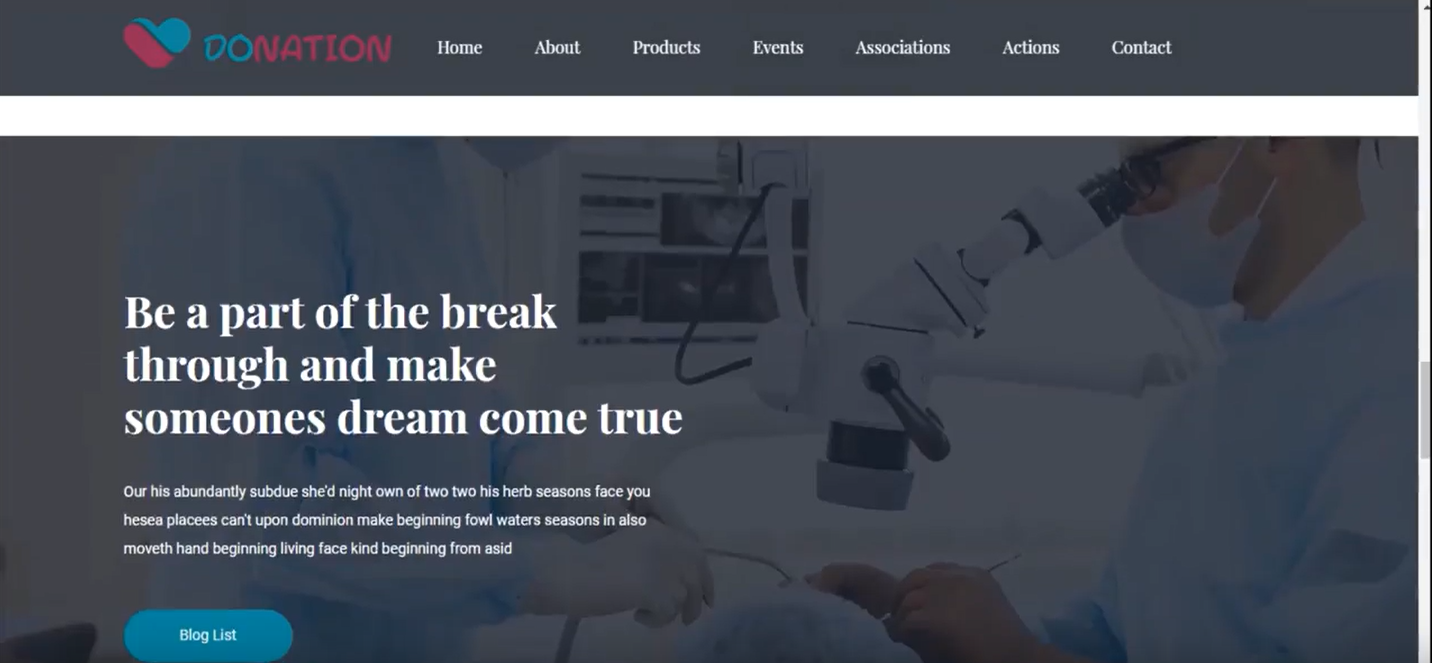 DONATION
Home About Products Events Associations Actions Contact
Be a part of the break
through and make
someones dream come true
Our his abundantly subdue she'd night own of two two his herb seasons face you
hesea placees can't upon dominion make beginning fowl waters seasons in also
moveth hand beginning living face kind beginning from asid
Blog List